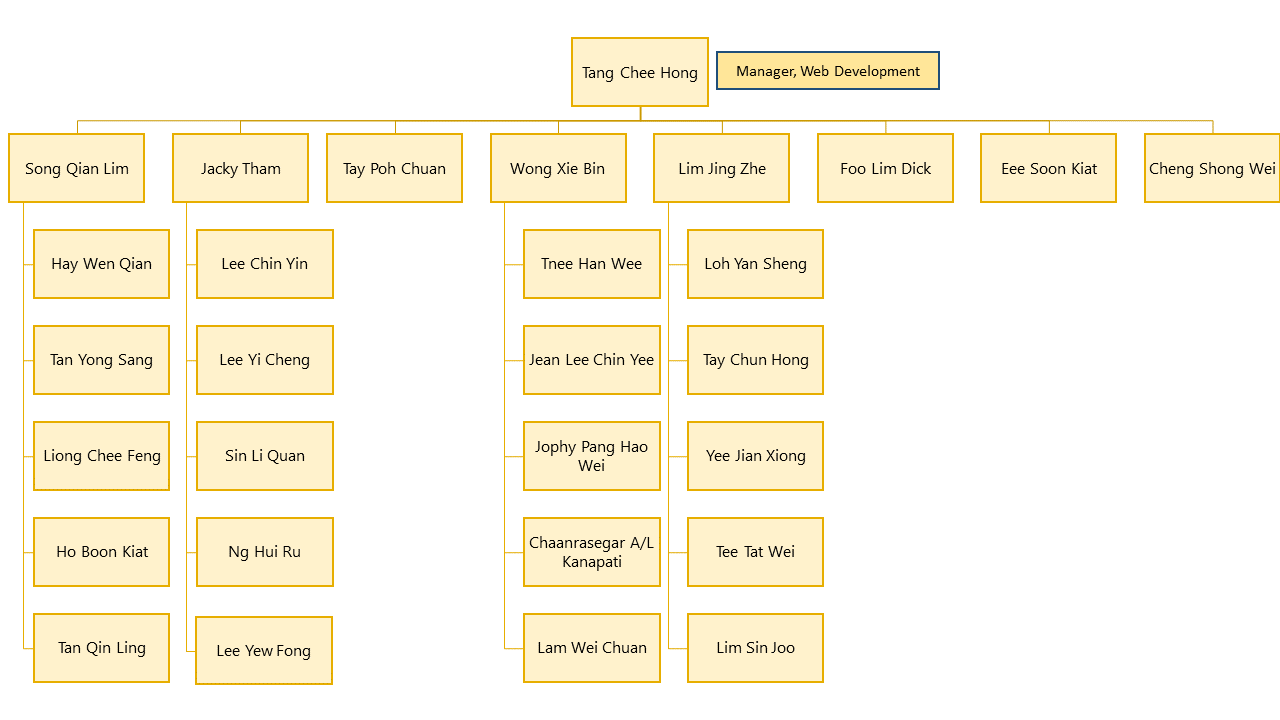 Tang Chee Hong
Manager, Web Development
Song Qian Lim
Jacky Tham
Tay Poh Chuan
Wong Xie Bin
Lim Jing Zhe
Foo Lim Dick
Eee Soon Kiat
Cheng Shong Wei
Hay Wen Qian
Lee Chin Yin
Tnee Han Wee
Loh Yan Sheng
Tan Yong Sang
Lee Yi Cheng
Jean Lee Chin Yee
Tay Chun Hong
Liong Chee Feng
Sin Li Quan
Jophy Pang Hao
Wei
Yee Jian Xiong
Ho Boon Kiat
Ng Hui Ru
Chaanrasegar A/L
Kanapati
Tee Tat Wei
Tan Qin Ling
Lee Yew Fong
Lam Wei Chuan
Lim Sin Joo